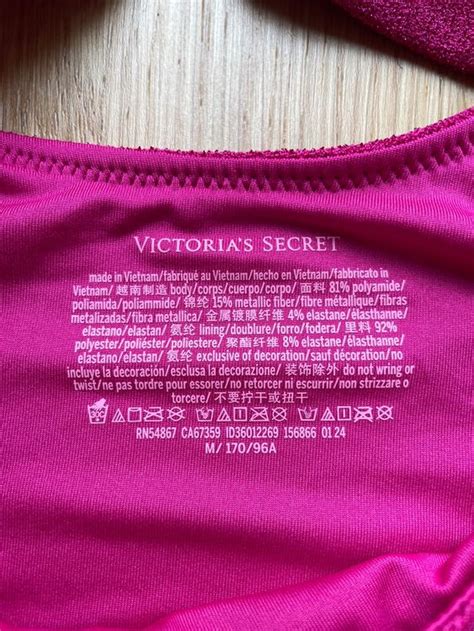 VICTORIA'S SECRET
made in Vietnam/fabriqué au Vietnam/hecho en Vietnam/fabbricato in
Vietnam/ 越南制造 body/corps/cuerpo/corpo/ 面料 81% polyamide/
poliamida/poliammide/ 锦纶 15% metallic fiber/fibre métallique/fibras
metalizadas/fibra metallica/ 金属镀膜纤维 4% elastane/élasthanne/
elastano/elastan/ 氨纶 lining/doublure/forro/fodera/ 里料 92%
polyester/poliéster/poliestere/ 聚酯纤维 8% elastane/élasthanne/
elastano/elastan/ 氨纶 exclusive of decoration/sauf décoration/no
incluye la decoración/esclusa la decorazione/ 装饰除外 do not wring or
twist/ne pas tordre pour essorer/no retorcer ni escurrir/non strizzare o
torcere/ 不要拧干或扭干
RN54867 CA67359 ID36012269 156866 01 24
M/ 170/96A